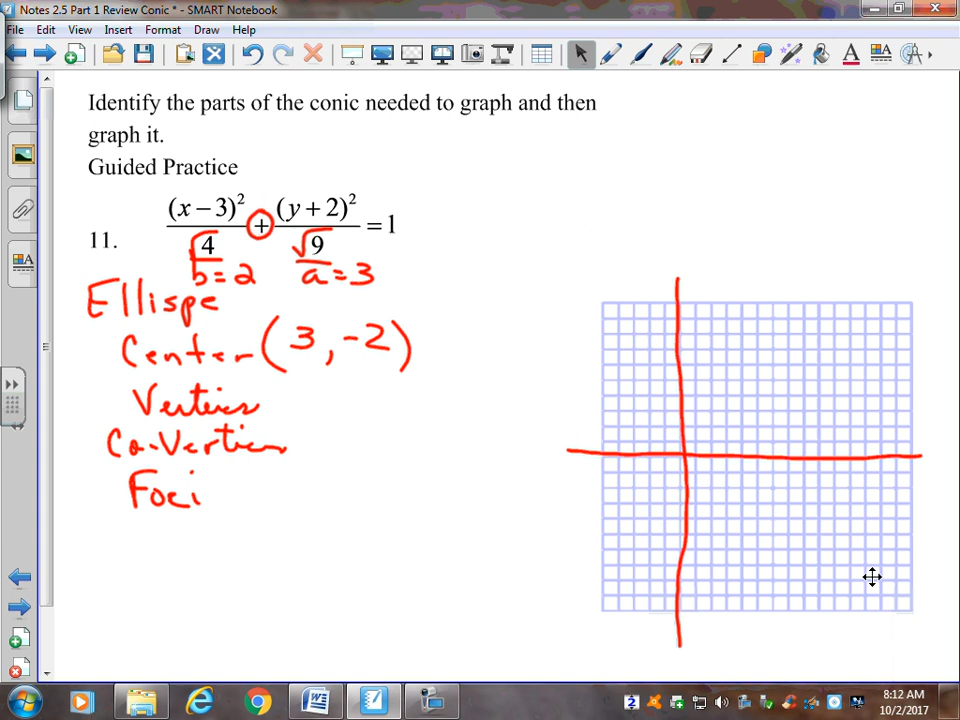 Notes 2.5 Part 1 Review Conic * - SMART Notebook
File Edit View Insert Format Draw Help
Identify the parts of the conic needed to graph and then
graph it.
Guided Practice
11. (x − 3)²/√4 + (y + 2)²/√9 = 1
b = 2 a = 3
Ellispe
Center (3, -2)
Vertices
Co-Vertices
Foci
8:12 AM
10/2/2017